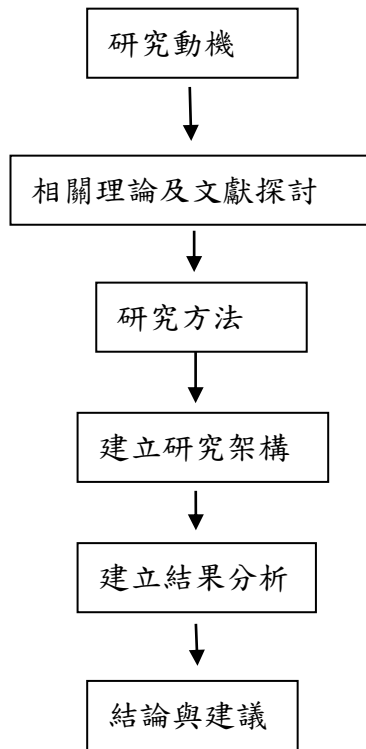 研究動機
相關理論及文獻探討
研究方法
建立研究架構
建立結果分析
結論與建議